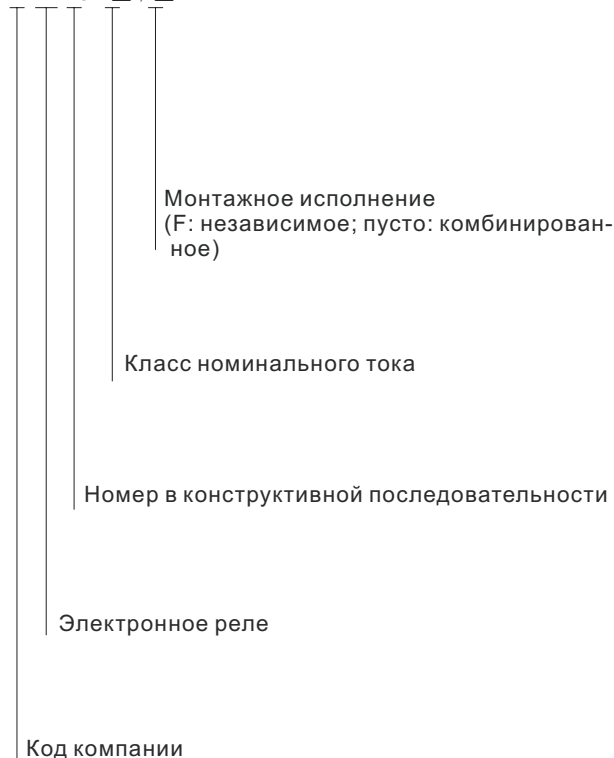 Монтажное исполнение
(F: независимое; пусто: комбинирован-
ное)
Класс номинального тока
Номер в конструктивной последовательности
Электронное реле
Код компании